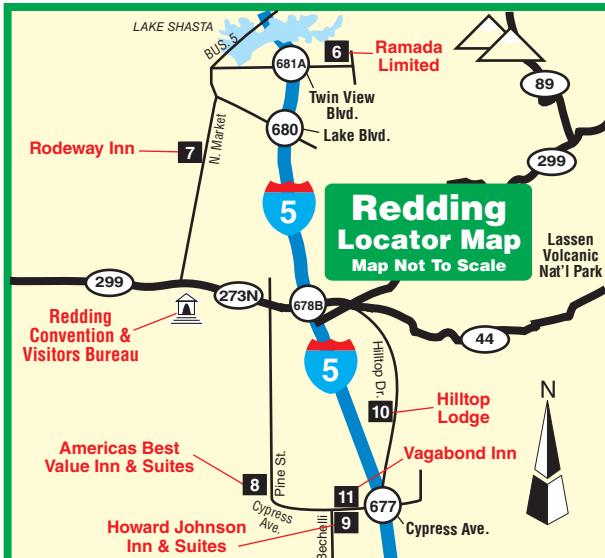 LAKE SHASTA
BUS. 5
6
Ramada
Limited
681A
Twin View
Blvd.
89
680
Lake Blvd.
N. Market
Rodeway Inn
7
299
5
Redding
Locator Map
Map Not To Scale
Lassen
Volcanic
Nat'l Park
299
273N
678B
Redding
Convention &
Visitors Bureau
44
5
Hilltop Dr.
N
10
Hilltop
Lodge
Americas Best
Value Inn & Suites
8
Pine St.
Vagabond Inn
11
Cypress
Ave.
677
Howard Johnson
Inn & Suites
9
Bechelli
Cypress Ave.